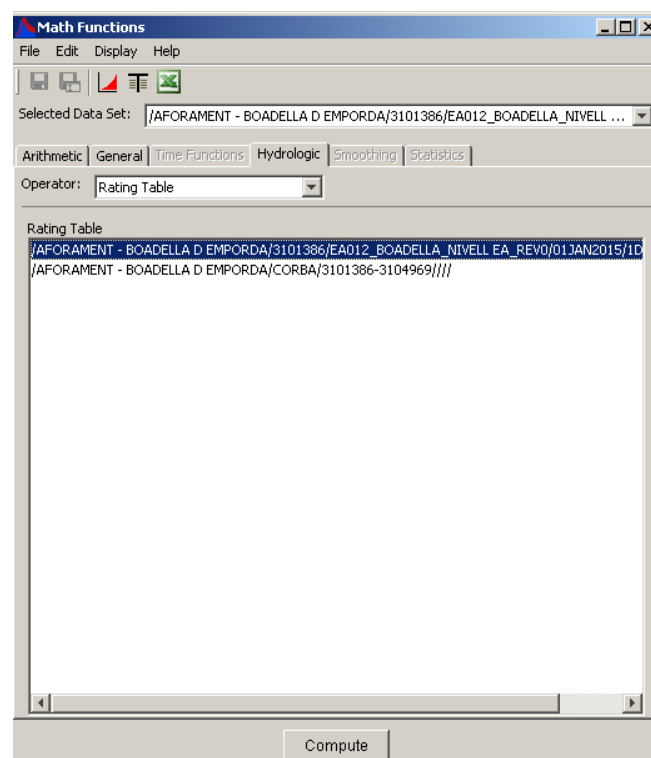 Math Functions
File Edit Display Help
Selected Data Set: /AFORAMENT - BOADELLA D EMPORDA/3101386/EA012_BOADELLA_NIVELL ...
Arithmetic General Time Functions Hydrologic Smoothing Statistics
Operator: Rating Table
Rating Table
/AFORAMENT - BOADELLA D EMPORDA/3101386/EA012_BOADELLA_NIVELL EA_REV0/01JAN2015/1D
/AFORAMENT - BOADELLA D EMPORDA/CORBA/3101386-3104969////
Compute